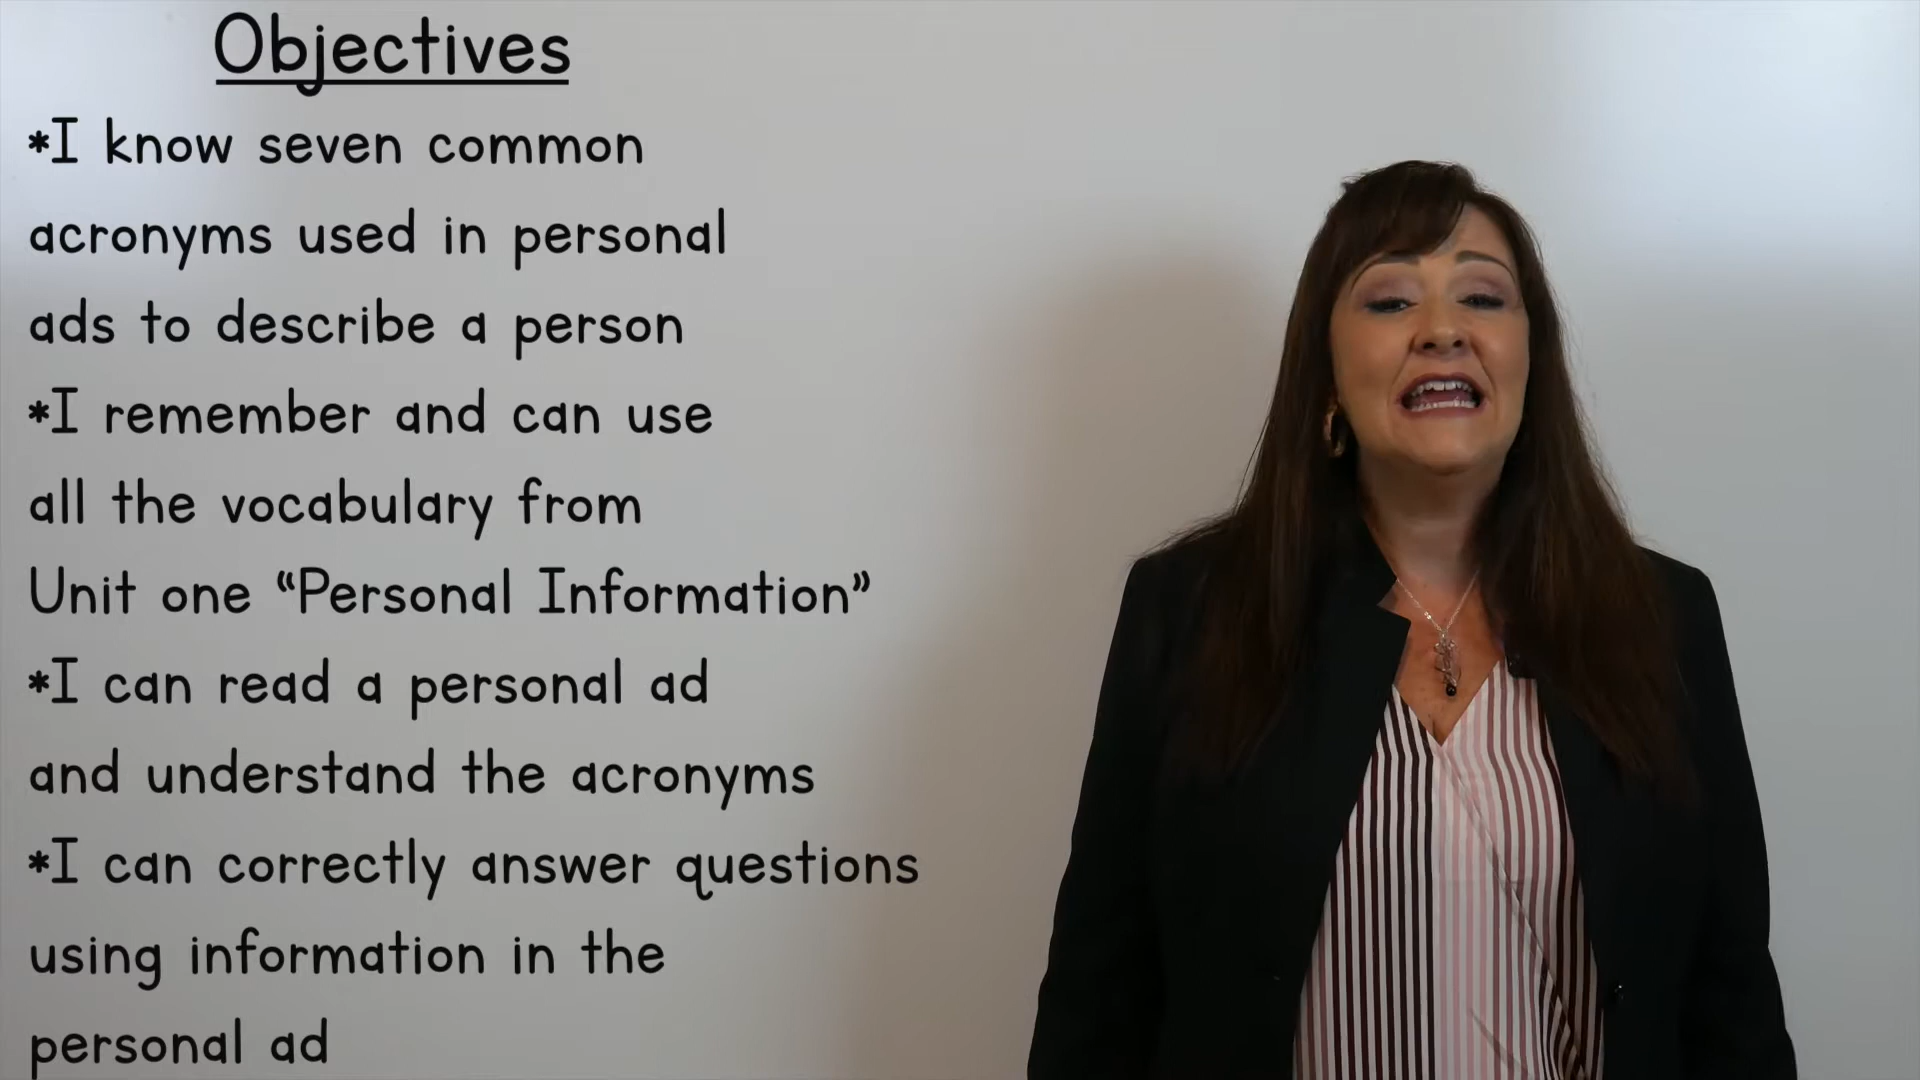 Objectives
*I know seven common
acronyms used in personal
ads to describe a person
*I remember and can use
all the vocabulary from
Unit one “Personal Information”
*I can read a personal ad
and understand the acronyms
*I can correctly answer questions
using information in the
personal ad